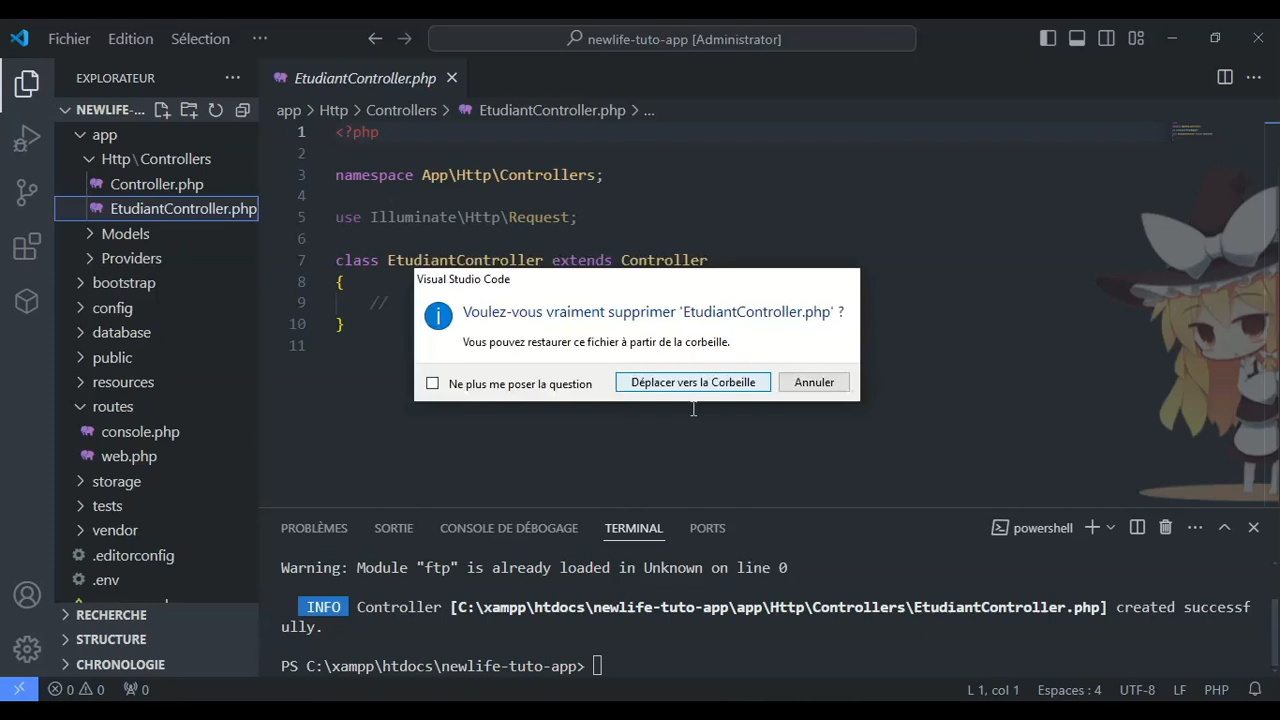 Fichier Edition Sélection ··· newlife-tuto-app [Administrator]
EXPLORATEUR ···
NEWLIFE-...
app
Http\Controllers
Controller.php
EtudiantController.php
Models
Providers
bootstrap
config
database
public
resources
routes
console.php
web.php
storage
tests
vendor
.editorconfig
.env
RECHERCHE
STRUCTURE
CHRONOLOGIE
EtudiantController.php
app > Http > Controllers > EtudiantController.php > ...
1 <?php
2
3 namespace App\Http\Controllers;
4
5 use Illuminate\Http\Request;
6
7 class EtudiantController extends Controller
8 {
9 //
10 }
11
Visual Studio Code
Voulez-vous vraiment supprimer 'EtudiantController.php' ?
Vous pouvez restaurer ce fichier à partir de la corbeille.
Ne plus me poser la question Déplacer vers la Corbeille Annuler
PROBLÈMES SORTIE CONSOLE DE DÉBOGAGE TERMINAL PORTS powershell
Warning: Module "ftp" is already loaded in Unknown on line 0
INFO Controller [C:\xampp\htdocs\newlife-tuto-app\app\Http\Controllers\EtudiantController.php] created successf
ully.
PS C:\xampp\htdocs\newlife-tuto-app>
0 0 0 L 1, col 1 Espaces : 4 UTF-8 LF PHP